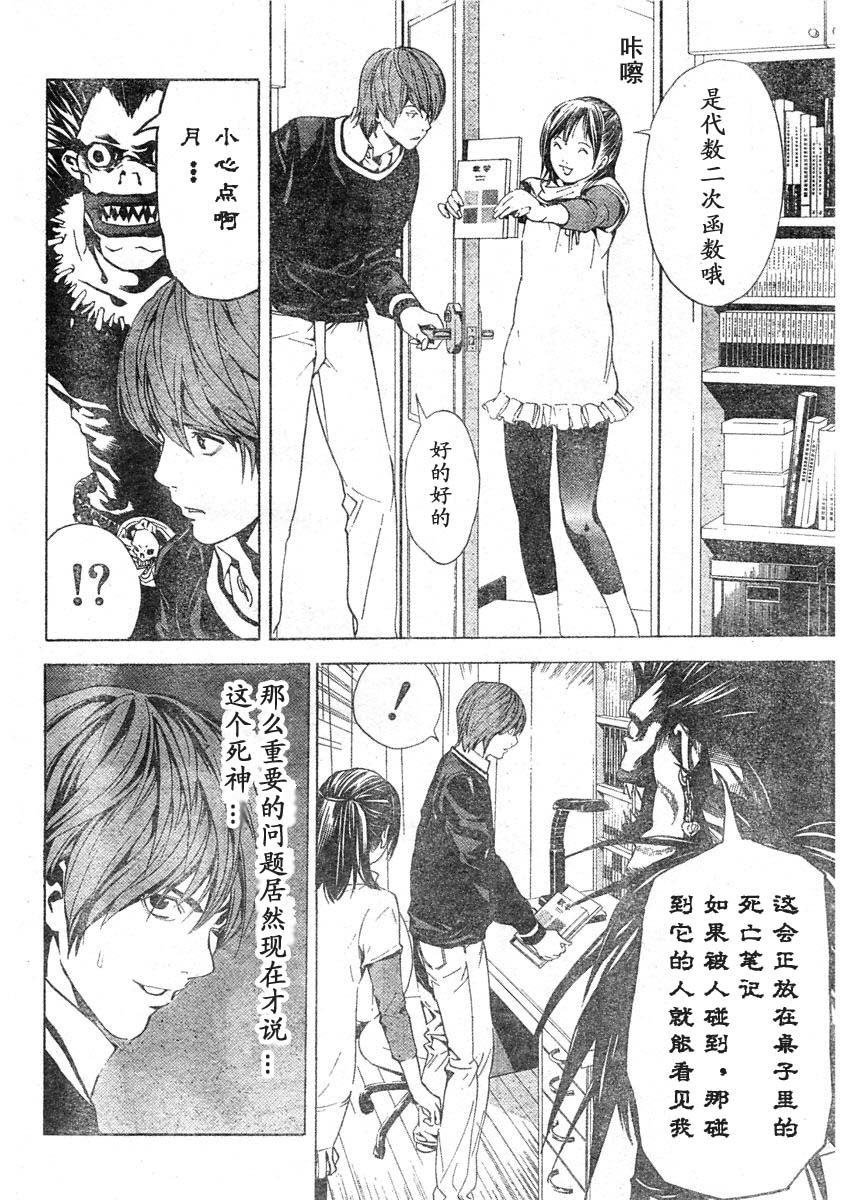 咔嚓
是代数二次函数哦
数学
好的好的
小心点啊
月…
!?
这会正放在桌子里的
死亡笔记
如果被人碰到，那碰
到它的人就能看见我
!
那么重要的问题居然现在才说…
这个死神…